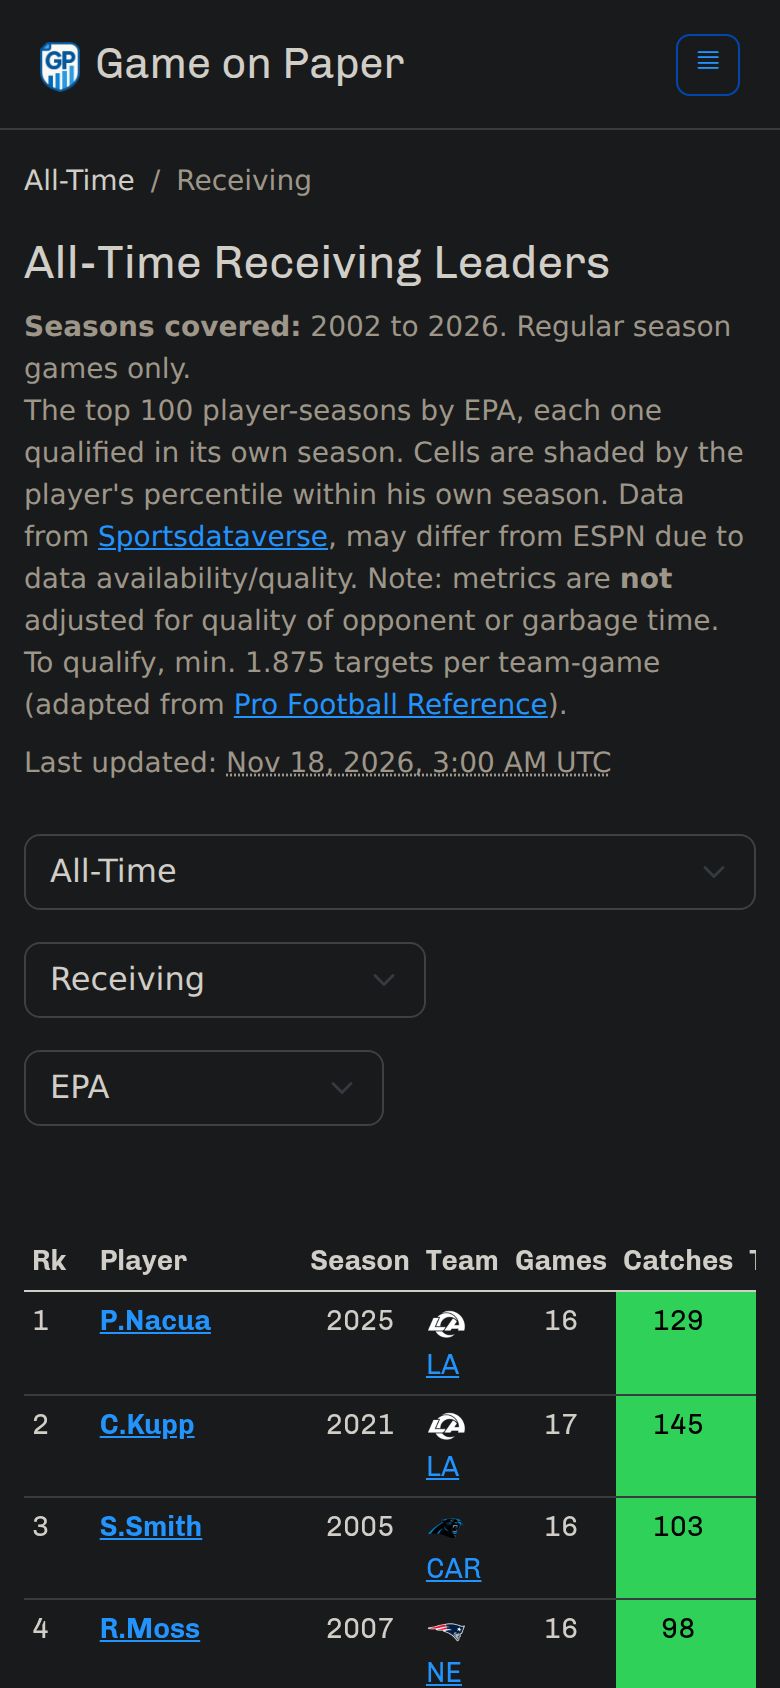 GP Game on Paper
All-Time / Receiving
All-Time Receiving Leaders
Seasons covered: 2002 to 2026. Regular season
games only.
The top 100 player-seasons by EPA, each one
qualified in its own season. Cells are shaded by the
player's percentile within his own season. Data
from Sportsdataverse, may differ from ESPN due to
data availability/quality. Note: metrics are not
adjusted for quality of opponent or garbage time.
To qualify, min. 1.875 targets per team-game
(adapted from Pro Football Reference).
Last updated: Nov 18, 2026, 3:00 AM UTC
All-Time
Receiving
EPA
Rk Player Season Team Games Catches
1 P.Nacua 2025 LA 16 129
2 C.Kupp 2021 LA 17 145
3 S.Smith 2005 CAR 16 103
4 R.Moss 2007 NE 16 98